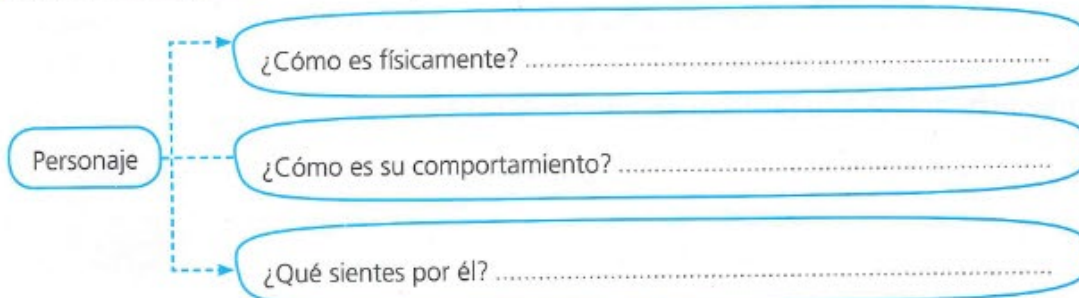 ¿Cómo es físicamente? ..........................................................................................
Personaje
¿Cómo es su comportamiento? ..........................................................................
¿Qué sientes por él? ...............................................................................................